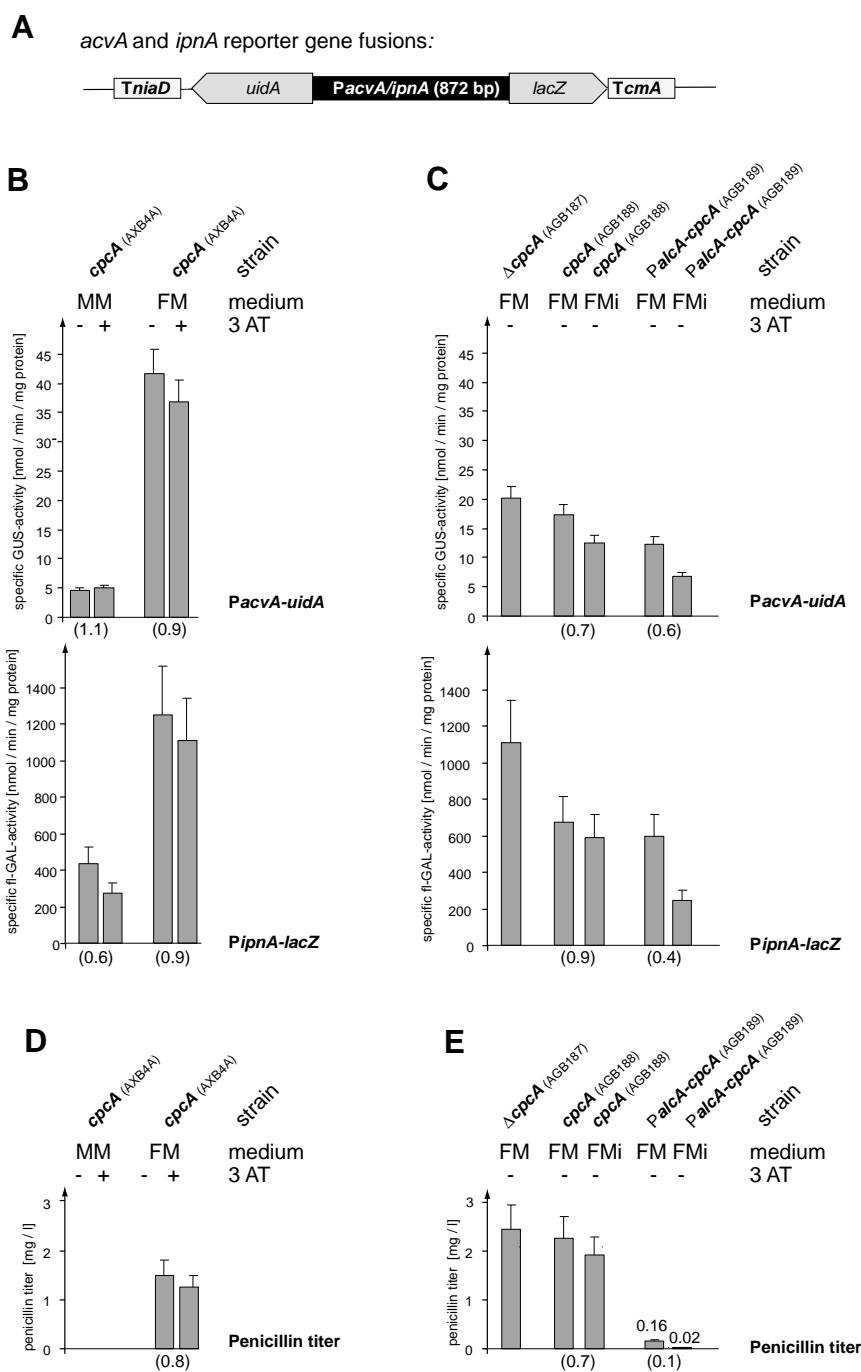 A
acvA and ipnA reporter gene fusions:
TniaD uidA PacvA/ipnA (872 bp) lacZ TcmA
B
cpcA (AXB4A) cpcA (AXB4A) strain
MM FM medium
- + - + 3 AT
specific GUS-activity [nmol / min / mg protein]
45
40
35
30
25
20
15
10
5
0
(1.1) (0.9)
PacvA-uidA
specific fl-GAL-activity [nmol / min / mg protein]
1400
1200
1000
800
600
400
200
0
(0.6) (0.9)
PipnA-lacZ
C
ΔcpcA (AGB187) cpcA (AGB188) cpcA (AGB188) PalcA-cpcA (AGB189) PalcA-cpcA (AGB189) strain
FM FM FMi FM FMi medium
- - - - - 3 AT
specific GUS-activity [nmol / min / mg protein]
45
40
35
30
25
20
15
10
5
0
(0.7) (0.6)
PacvA-uidA
specific fl-GAL-activity [nmol / min / mg protein]
1400
1200
1000
800
600
400
200
0
(0.9) (0.4)
PipnA-lacZ
D
cpcA (AXB4A) cpcA (AXB4A) strain
MM FM medium
- + - + 3 AT
penicillin titer [mg / l]
3
2
1
0
(0.8)
Penicillin titer
E
ΔcpcA (AGB187) cpcA (AGB188) cpcA (AGB188) PalcA-cpcA (AGB189) PalcA-cpcA (AGB189) strain
FM FM FMi FM FMi medium
- - - - - 3 AT
penicillin titer [mg / l]
3
2
1
0
0.16 0.02
(0.7) (0.1)
Penicillin titer